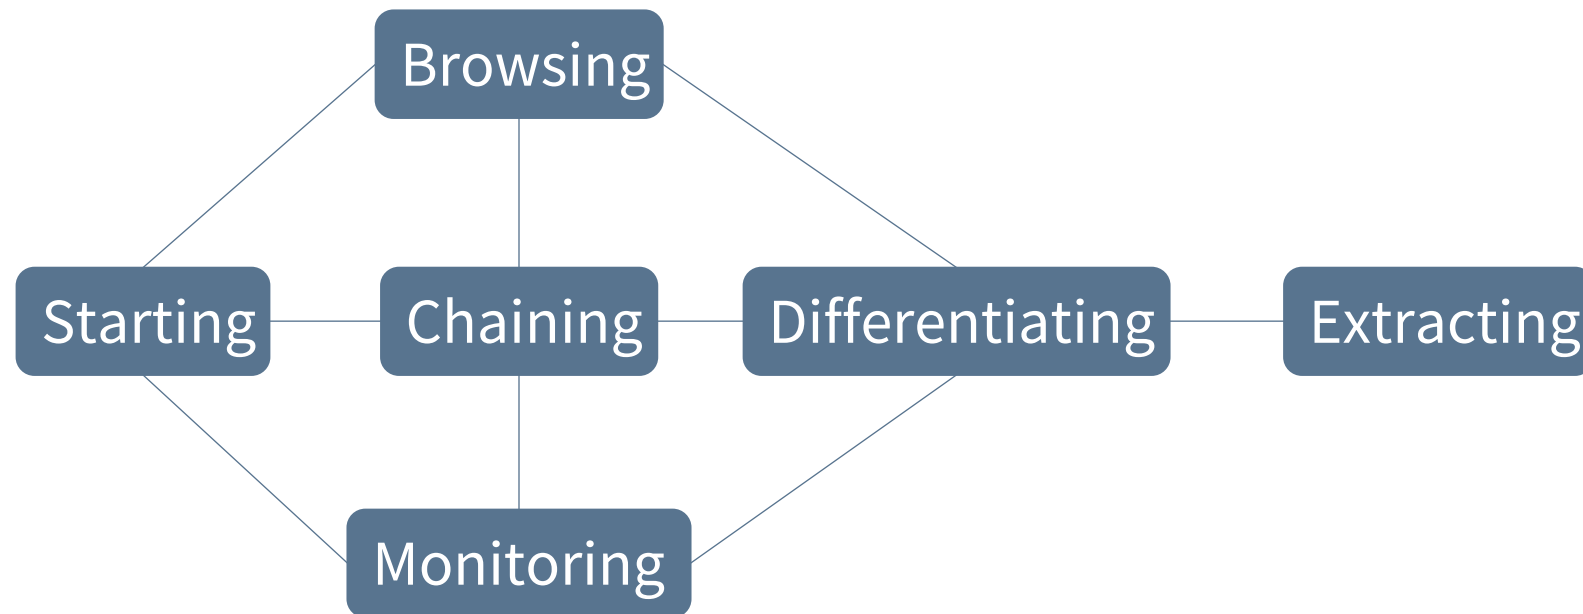 Browsing
Starting
Chaining
Differentiating
Extracting
Monitoring